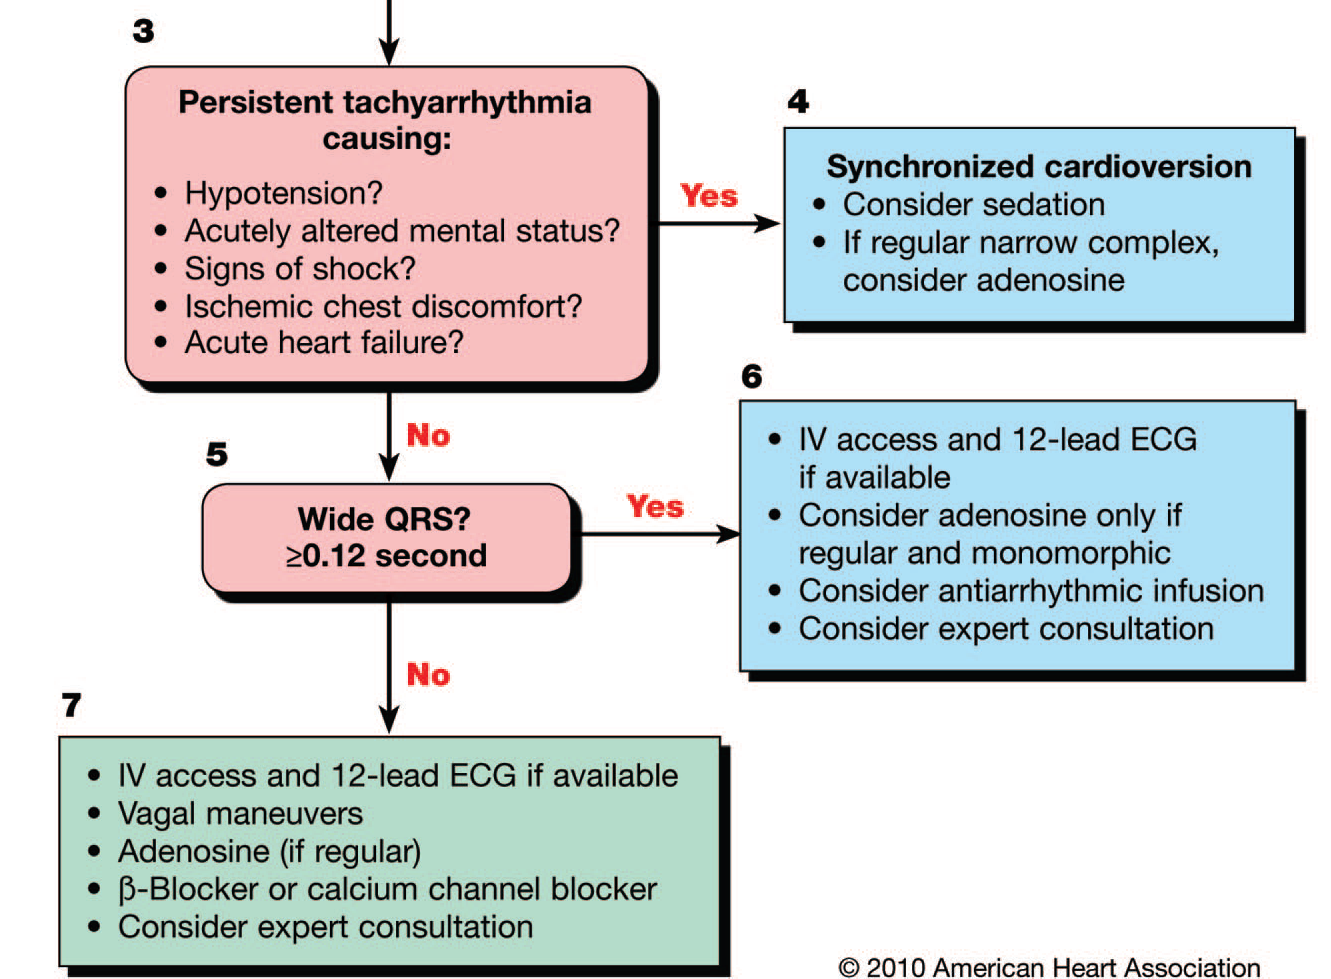 3
Persistent tachyarrhythmia
causing:
• Hypotension?
• Acutely altered mental status?
• Signs of shock?
• Ischemic chest discomfort?
• Acute heart failure?
Yes
4
Synchronized cardioversion
• Consider sedation
• If regular narrow complex,
consider adenosine
No
5
Wide QRS?
≥0.12 second
Yes
6
• IV access and 12-lead ECG
if available
• Consider adenosine only if
regular and monomorphic
• Consider antiarrhythmic infusion
• Consider expert consultation
No
7
• IV access and 12-lead ECG if available
• Vagal maneuvers
• Adenosine (if regular)
• β-Blocker or calcium channel blocker
• Consider expert consultation
© 2010 American Heart Association